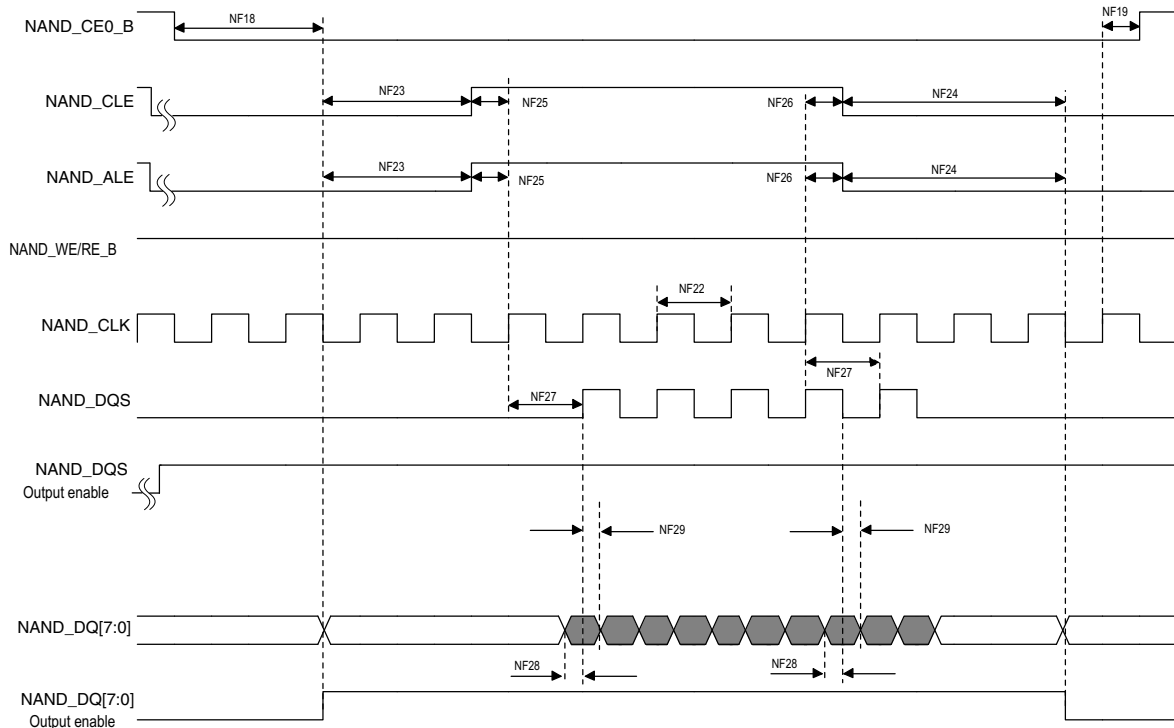 NAND_CE0_B
NF18
NF19
NAND_CLE
NF23
NF25
NF26
NF24
NAND_ALE
NF23
NF25
NF26
NF24
NAND_WE/RE_B
NF22
NAND_CLK
NF27
NAND_DQS
NF27
NAND_DQS
Output enable
NF29
NF29
NAND_DQ[7:0]
NF28
NF28
NAND_DQ[7:0]
Output enable